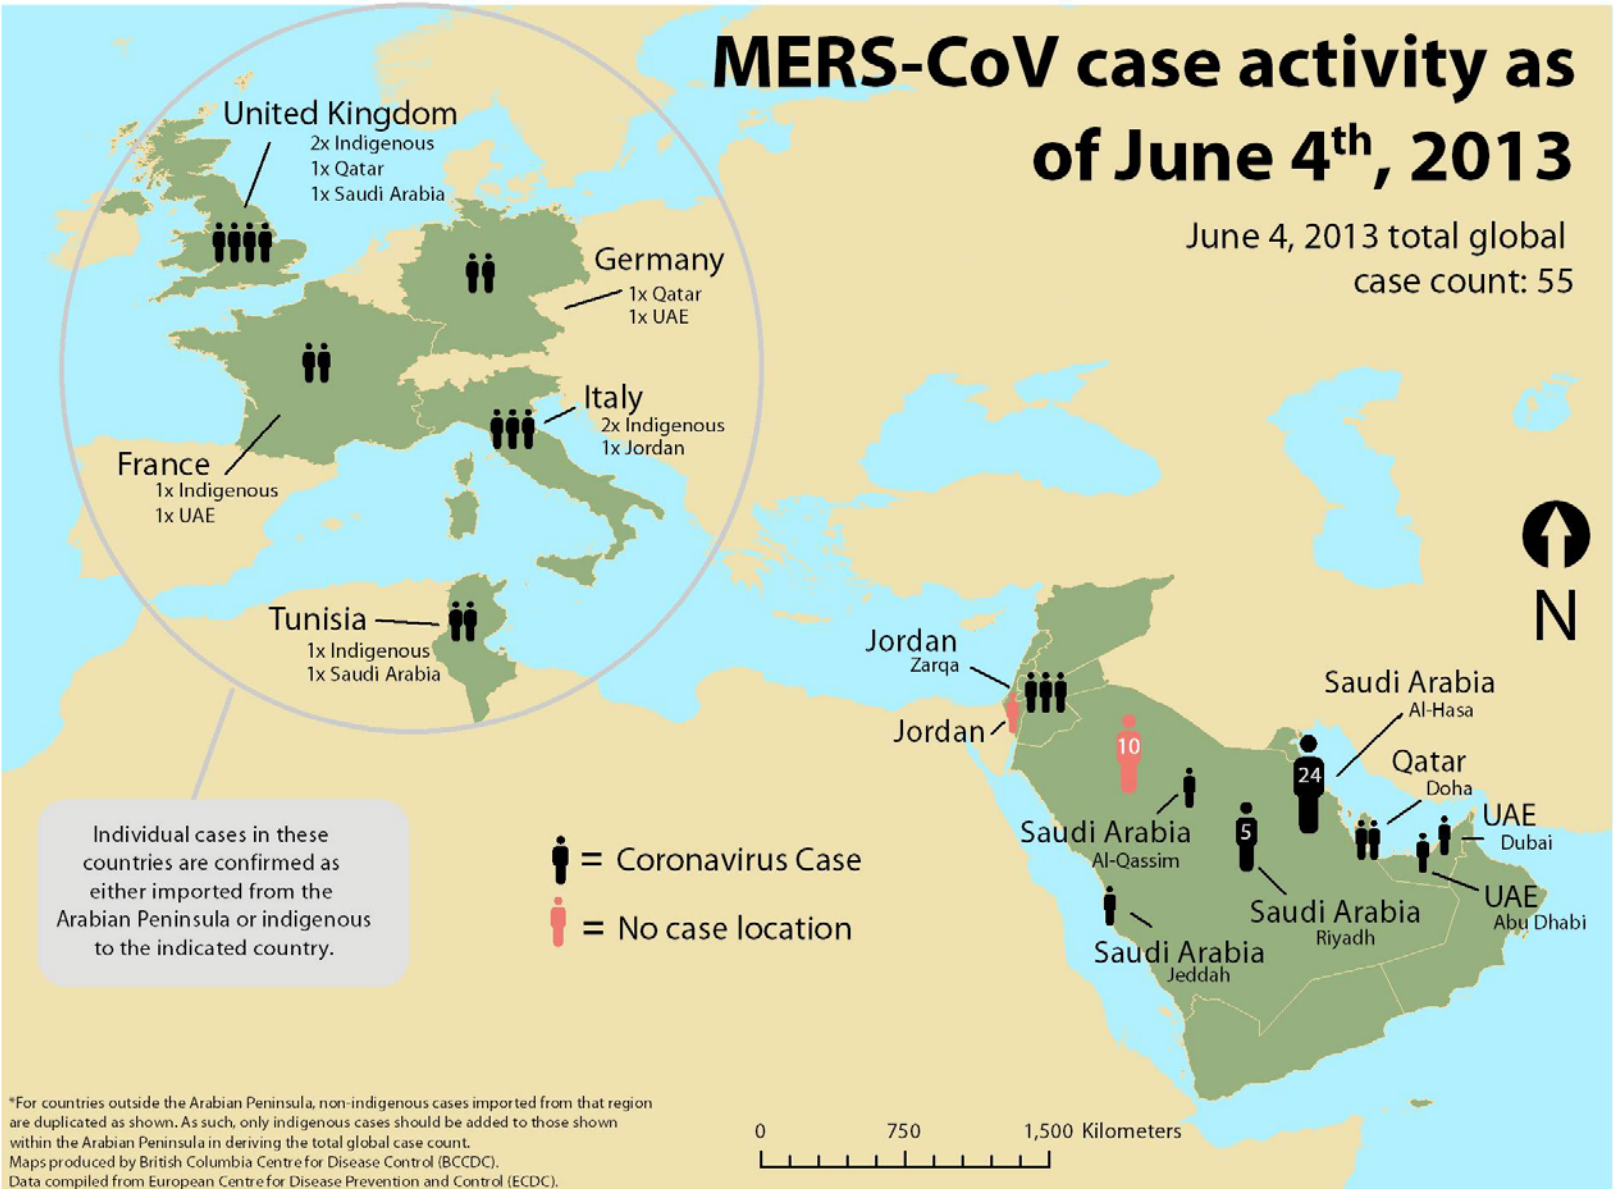 MERS-CoV case activity as
of June 4th, 2013
June 4, 2013 total global
case count: 55
United Kingdom
2x Indigenous
1x Qatar
1x Saudi Arabia
Germany
1x Qatar
1x UAE
Italy
2x Indigenous
1x Jordan
France
1x Indigenous
1x UAE
Tunisia
1x Indigenous
1x Saudi Arabia
N
Jordan
Zarqa
Jordan
Saudi Arabia
Al-Hasa
10
24
Qatar
Doha
UAE
Dubai
Saudi Arabia
Al-Qassim
5
UAE
Abu Dhabi
Saudi Arabia
Riyadh
Saudi Arabia
Jeddah
Individual cases in these
countries are confirmed as
either imported from the
Arabian Peninsula or indigenous
to the indicated country.
= Coronavirus Case
= No case location
*For countries outside the Arabian Peninsula, non-indigenous cases imported from that region
are duplicated as shown. As such, only indigenous cases should be added to those shown
within the Arabian Peninsula in deriving the total global case count.
Maps produced by British Columbia Centre for Disease Control (BCCDC).
Data compiled from European Centre for Disease Prevention and Control (ECDC).
0 750 1,500 Kilometers